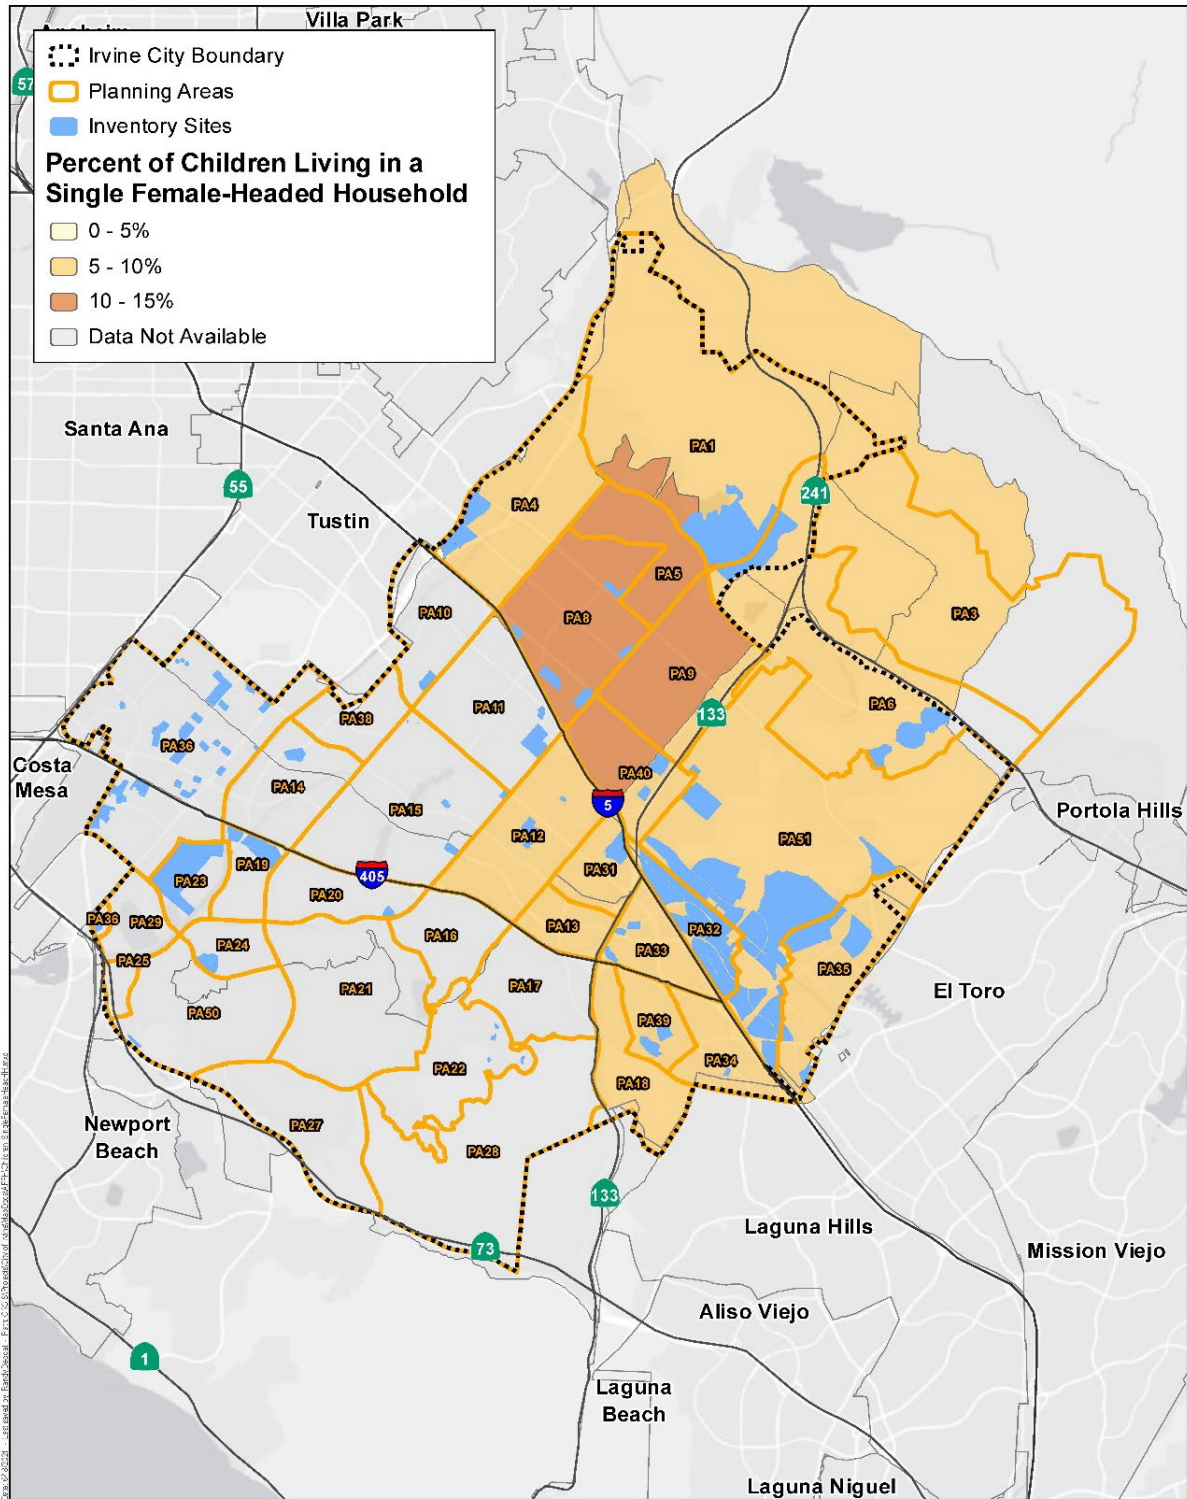 Villa Park
57
Irvine City Boundary
Planning Areas
Inventory Sites
Percent of Children Living in a
Single Female-Headed Household
0 - 5%
5 - 10%
10 - 15%
Data Not Available
Santa Ana
PA1
55
241
PA4
Tustin
PA5
PA10
PA8
PA3
PA9
PA6
PA11
133
PA38
PA36
Costa
Mesa
PA40
PA14
5
PA15
Portola Hills
PA12
PA51
PA19
PA31
405
PA23
PA20
PA36
PA29
PA13
PA32
PA16
PA24
PA33
PA25
PA35
PA17
PA21
El Toro
PA50
PA39
PA34
PA22
PA18
Newport
Beach
PA27
PA28
133
Laguna Hills
73
Mission Viejo
Aliso Viejo
1
Laguna
Beach
Laguna Niguel